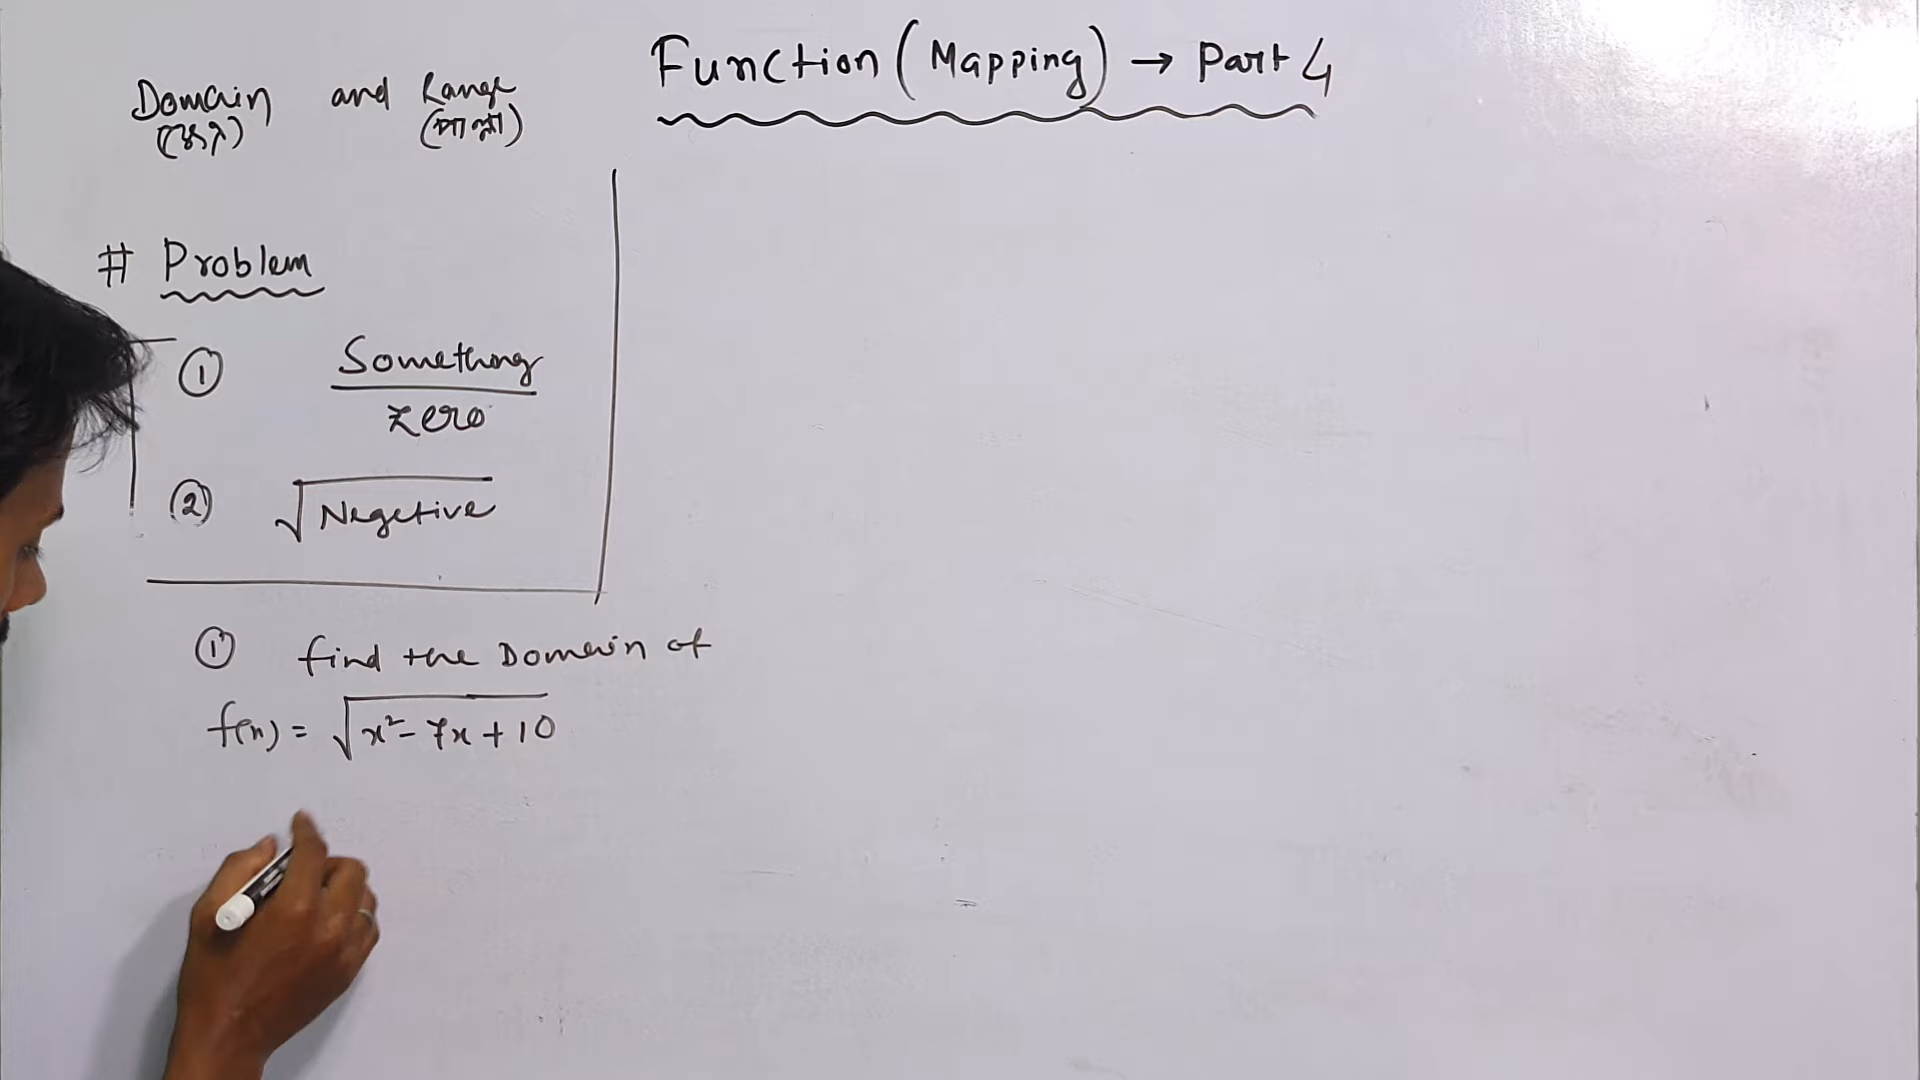 Function (Mapping) → Part 4
Domain and Range
# Problem
① Something
zero
② √Negetive
① find the Domain of
f(x) = √x² - 7x + 10